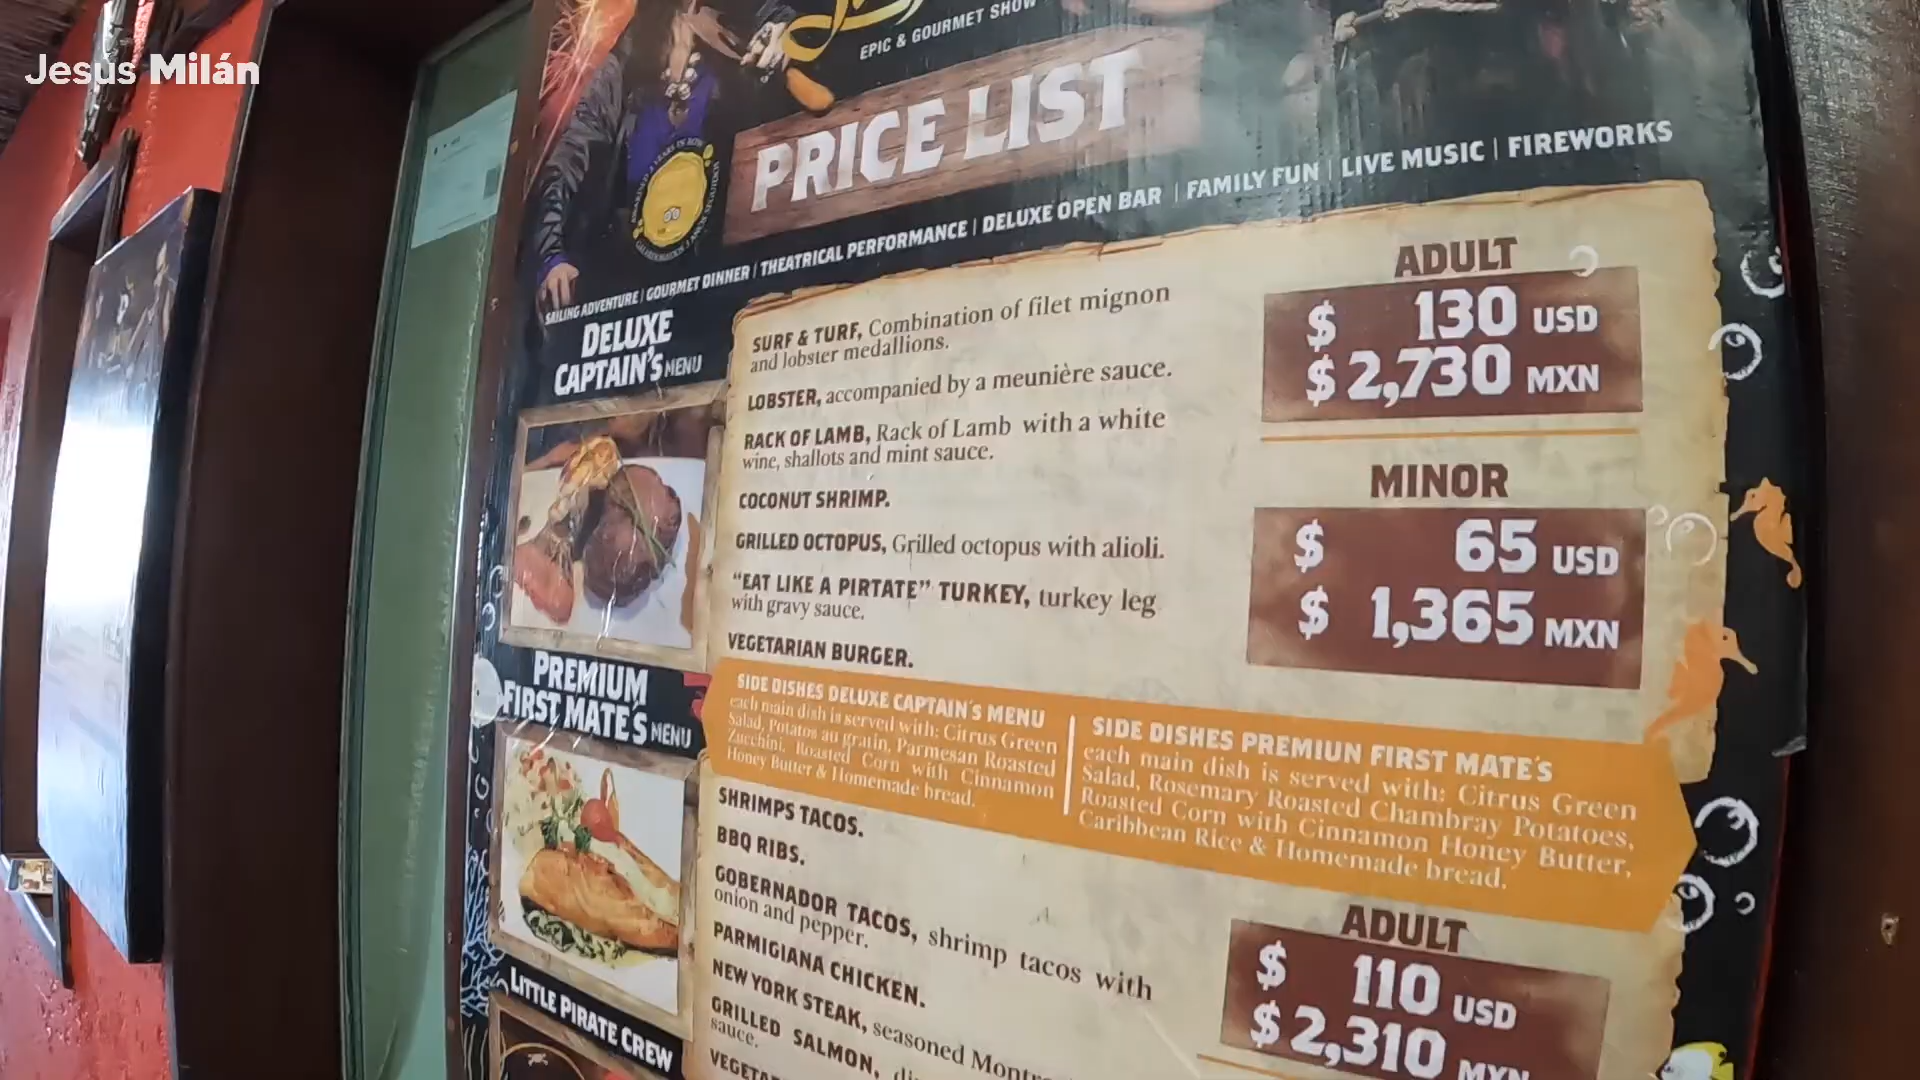 Jesús Milán
EPIC & GOURMET SHOW
PRICE LIST
SAILING ADVENTURE | GOURMET DINNER | THEATRICAL PERFORMANCE | DELUXE OPEN BAR | FAMILY FUN | LIVE MUSIC | FIREWORKS
DELUXE
CAPTAIN'S MENU
SURF & TURF, Combination of filet mignon
and lobster medallions.
LOBSTER, accompanied by a meunière sauce.
RACK OF LAMB, Rack of Lamb with a white
wine, shallots and mint sauce.
COCONUT SHRIMP.
GRILLED OCTOPUS, Grilled octopus with alioli.
"EAT LIKE A PIRTATE" TURKEY, turkey leg
with gravy sauce.
VEGETARIAN BURGER.
ADULT
$ 130 USD
$ 2,730 MXN
MINOR
$ 65 USD
$ 1,365 MXN
SIDE DISHES DELUXE CAPTAIN'S MENU
each main dish is served with: Citrus Green
Salad, Potatos au gratin, Parmesan Roasted
Zucchini, Roasted Corn with Cinnamon
Honey Butter & Homemade bread.
SIDE DISHES PREMIUN FIRST MATE'S
each main dish is served with: Citrus Green
Salad, Rosemary Roasted Chambray Potatoes,
Roasted Corn with Cinnamon Honey Butter,
Caribbean Rice & Homemade bread.
PREMIUM
FIRST MATE'S MENU
SHRIMPS TACOS.
BBQ RIBS.
GOBERNADOR TACOS, shrimp tacos with
onion and pepper.
PARMIGIANA CHICKEN.
NEW YORK STEAK, seasoned
GRILLED SALMON,
sauce.
ADULT
$ 110 USD
$ 2,310 MXN
LITTLE PIRATE CREW